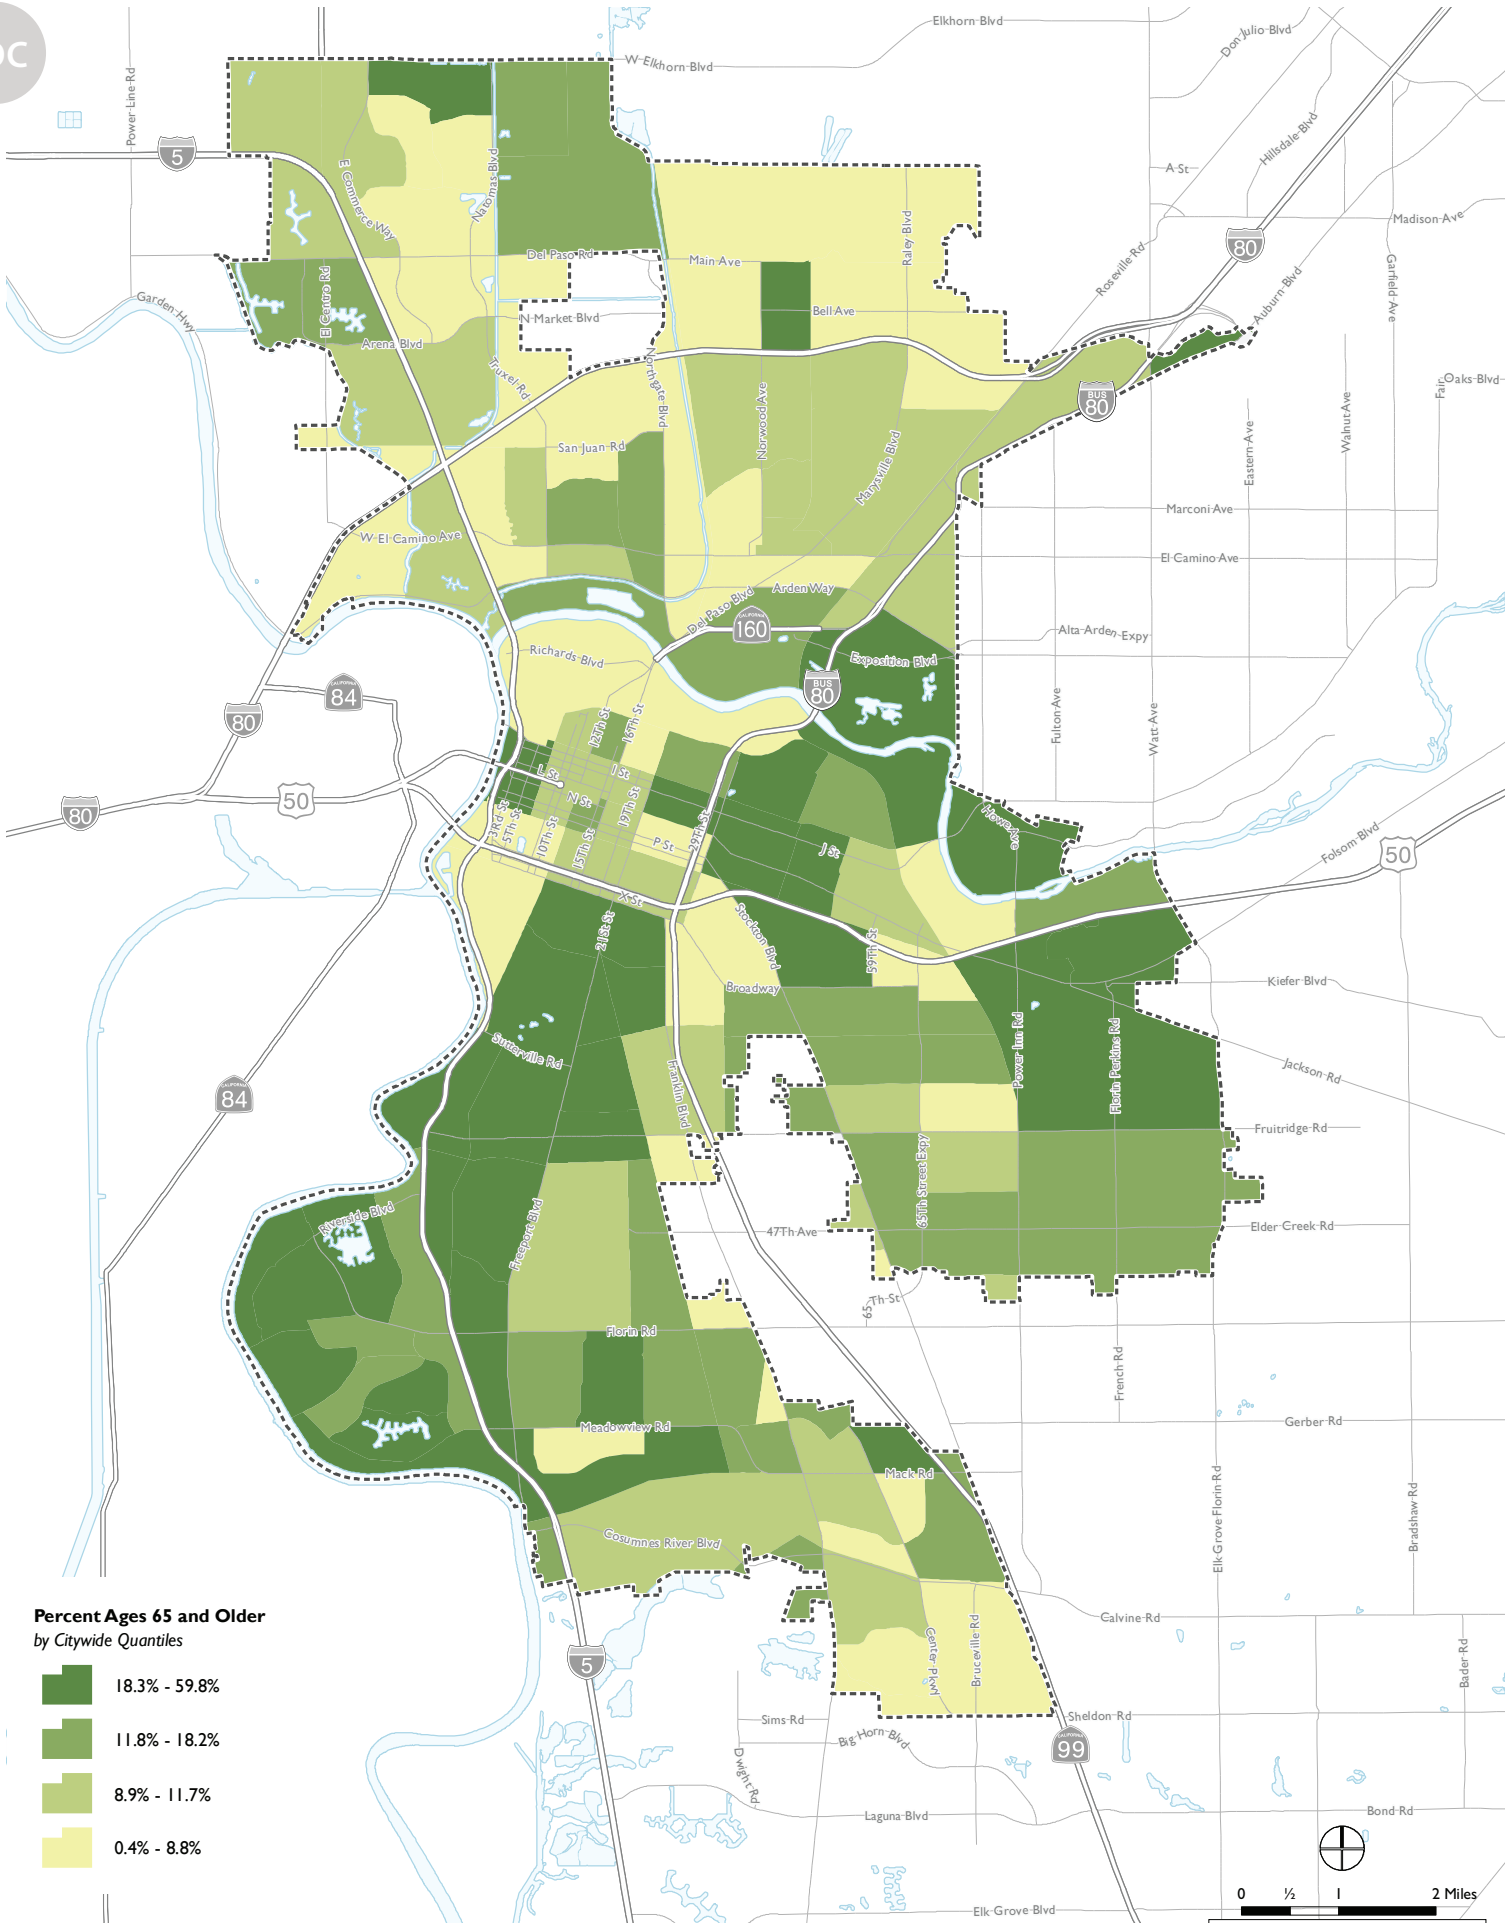 OC
Elkhorn Blvd
Don Julio Blvd
W Elkhorn Blvd
Power Line Rd
5
Hillsdale Blvd
A St
E Commerce Way
Natomas Blvd
Raley Blvd
Madison Ave
80
Roseville Rd
Garfield Ave
Del Paso Rd
Main Ave
Garden Hwy
El Centro Rd
N Market Blvd
Bell Ave
Auburn Blvd
Arena Blvd
Truxel Rd
Northgate Blvd
Norwood Ave
BUS
80
Fair Oaks Blvd
Walnut Ave
Eastern Ave
San Juan Rd
Marysville Blvd
Marconi Ave
W El Camino Ave
El Camino Ave
Arden Way
Del Paso Blvd
CALIFORNIA
160
Alta Arden Expy
Richards Blvd
Exposition Blvd
CALIFORNIA
84
BUS
80
80
Fulton Ave
Watt Ave
12Th St
16Th St
L St
I St
N St
50
80
3Rd St
5Th St
10Th St
15Th St
19Th St
P St
29Th St
J St
Howe Ave
Folsom Blvd
50
X St
21St St
Stockton Blvd
59Th St
Broadway
Kiefer Blvd
Sutterville Rd
Franklin Blvd
Power Inn Rd
Florin Perkins Rd
Jackson Rd
CALIFORNIA
84
Fruitridge Rd
65Th Street Expy
Riverside Blvd
Freeport Blvd
47Th Ave
Elder Creek Rd
65Th St
Florin Rd
French Rd
Meadowview Rd
Gerber Rd
Mack Rd
Elk Grove Florin Rd
Bradshaw Rd
Cosumnes River Blvd
Calvine Rd
Percent Ages 65 and Older
by Citywide Quantiles
18.3% - 59.8%
11.8% - 18.2%
8.9% - 11.7%
0.4% - 8.8%
5
Center Pkwy
Bruceville Rd
Bader Rd
Sims Rd
Big Horn Blvd
Sheldon Rd
CALIFORNIA
99
Dwight Rd
Laguna Blvd
Bond Rd
0 ½ 1 2 Miles
Elk Grove Blvd